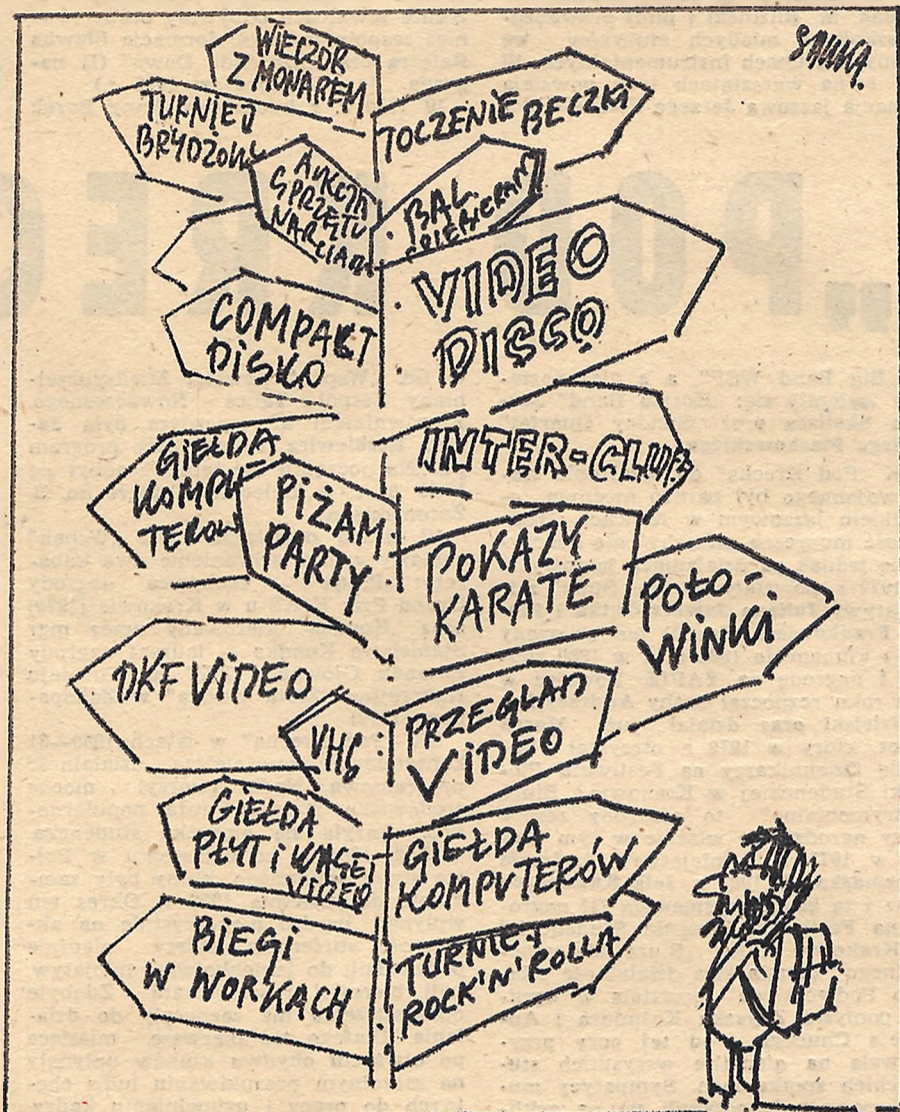 SAWKA.
WIECZÓR
Z MONAREM
TURNIEJ
BRYDŻOWY
TOCZENIE BECZKI
AUKCJA
SPRZĘTU
NARCIAR
BAL
VIDEO
DISCO
COMPAKT
DISKO
INTER-CLUB
GIEŁDA
KOMPU
TERÓW
PIŻAM
PARTY
POKAZY
KARATE
POŁO-
WINKI
DKF VIDEO
VHS
PRZEGLĄD
VIDEO
GIEŁDA
PŁYT i KASET
VIDEO
GIEŁDA
KOMPUTERÓW
BIEGI
W WORKACH
TURNIEJ
ROCK'N'ROLLA